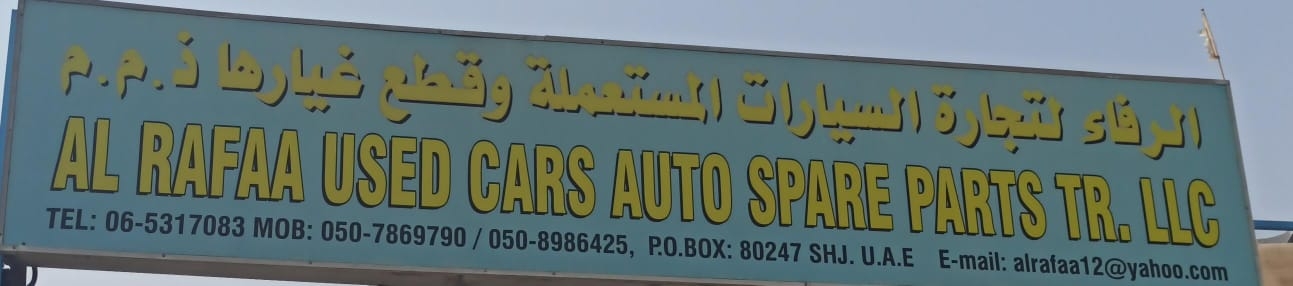 الرفاء لتجارة السيارات المستعملة وقطع غيارها ذ.م.م
AL RAFAA USED CARS AUTO SPARE PARTS TR. LLC
TEL: 06-5317083 MOB: 050-7869790 / 050-8986425, P.O.BOX: 80247 SHJ. U.A.E E-mail: alrafaa12@yahoo.com